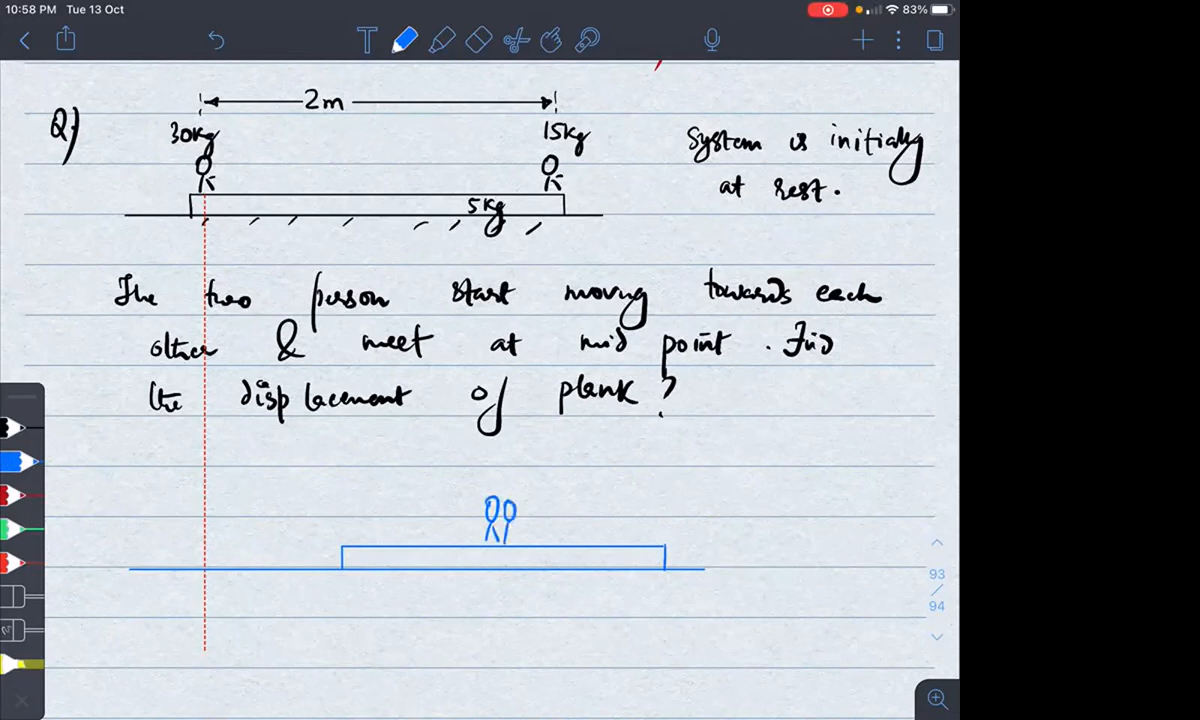 10:58 PM Tue 13 Oct
83%
T
2m
Q)
30Kg
15Kg
System is initially
at rest.
5Kg
The two person start moving towards each
other & meet at mid point. Find
the displacement of plank?
93
/
94